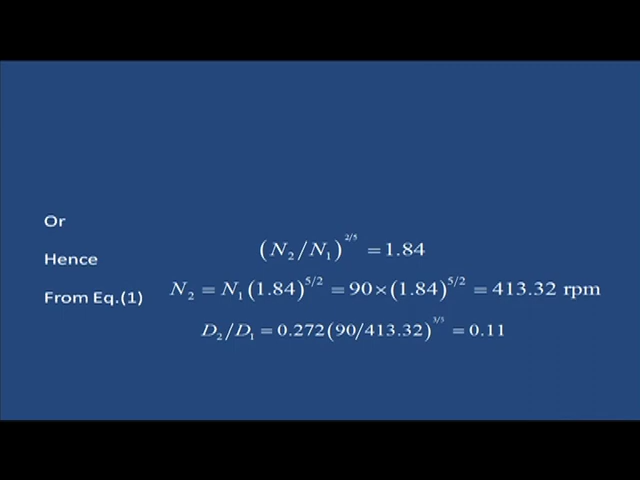 Or
(N₂/N₁)^2/5 = 1.84
Hence
N₂ = N₁(1.84)^5/2 = 90×(1.84)^5/2 = 413.32 rpm
From Eq.(1)
D₂/D₁ = 0.272(90/413.32)^3/5 = 0.11